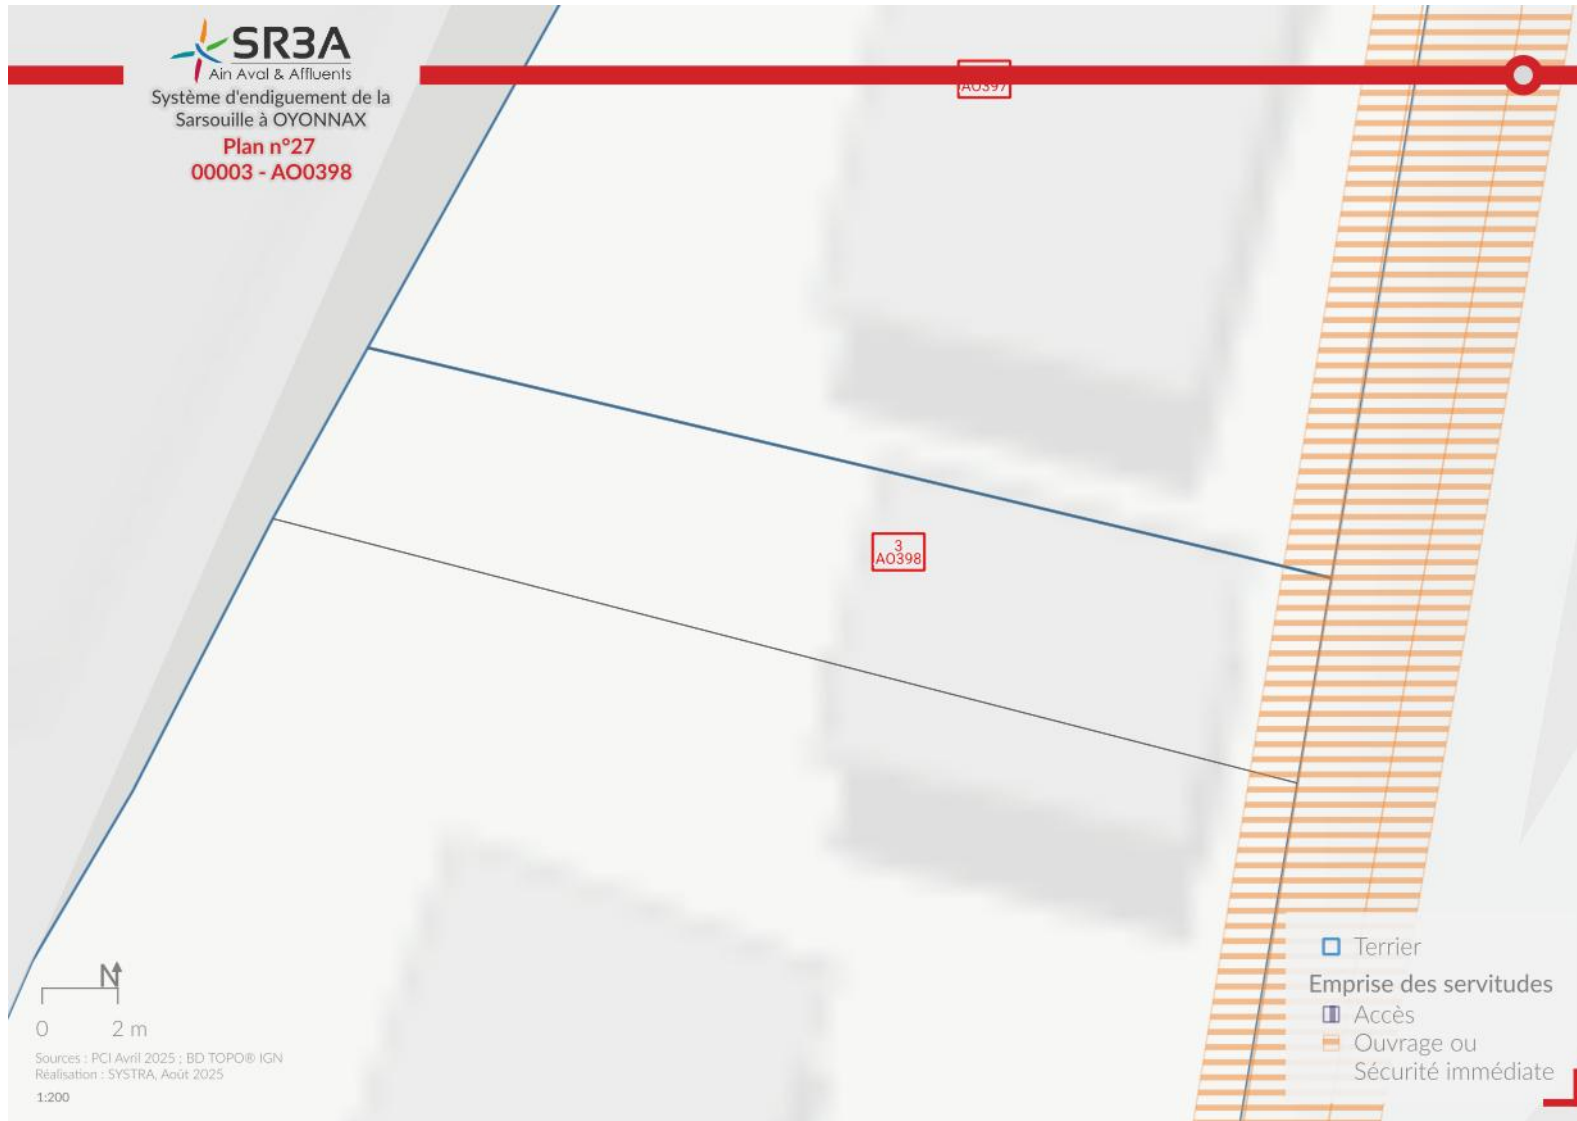 SR3A
Ain Aval & Affluents
Système d'endiguement de la
Sarsouille à OYONNAX
Plan n°27
00003 - AO0398
AO397
3
AO398
N
0 2 m
Sources : PCI Avril 2025 ; BD TOPO® IGN
Réalisation : SYSTRA, Août 2025
1:200
Terrier
Emprise des servitudes
Accès
Ouvrage ou
Sécurité immédiate